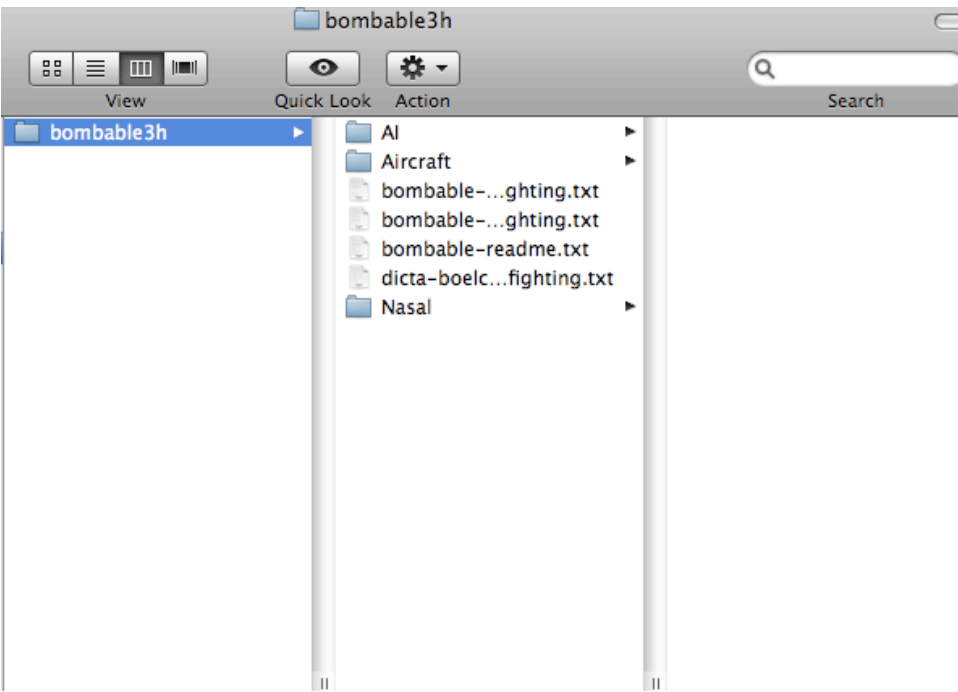 bombable3h
View
Quick Look
Action
Search
bombable3h
AI
Aircraft
bombable-...ghting.txt
bombable-...ghting.txt
bombable-readme.txt
dicta-boelc...fighting.txt
Nasal